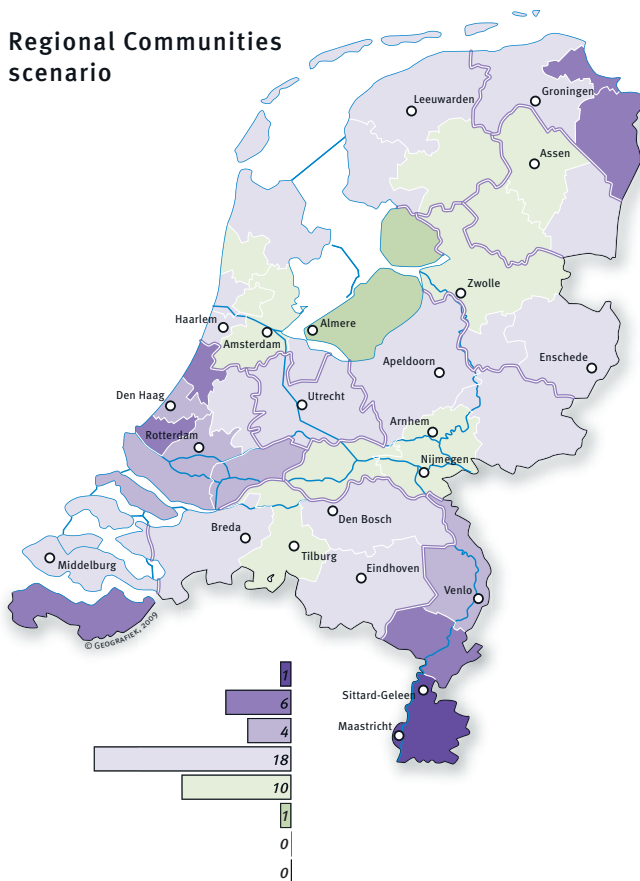 Regional Communities
scenario
Leeuwarden
Groningen
Assen
Zwolle
Haarlem
Amsterdam
Almere
Enschede
Apeldoorn
Den Haag
Utrecht
Arnhem
Rotterdam
Nijmegen
Den Bosch
Breda
Tilburg
Middelburg
Eindhoven
Venlo
© GEOGRAFIEK, 2009
Sittard-Geleen
Maastricht
1
6
4
18
10
1
0
0